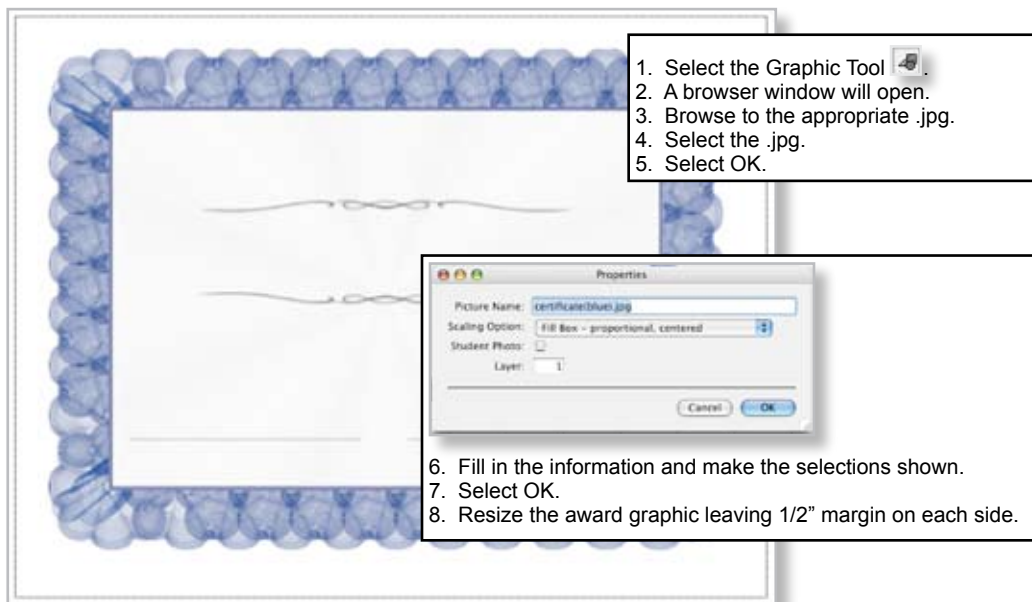 1. Select the Graphic Tool .
2. A browser window will open.
3. Browse to the appropriate .jpg.
4. Select the .jpg.
5. Select OK.
Properties
Picture Name: certificate(blue).jpg
Scaling Option: Fill Box - proportional, centered
Student Photo:
Layer: 1
Cancel OK
6. Fill in the information and make the selections shown.
7. Select OK.
8. Resize the award graphic leaving 1/2” margin on each side.